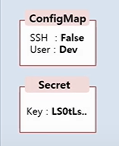 ConfigMap
SSH : False
User : Dev
Secret
Key : LS0tLs..